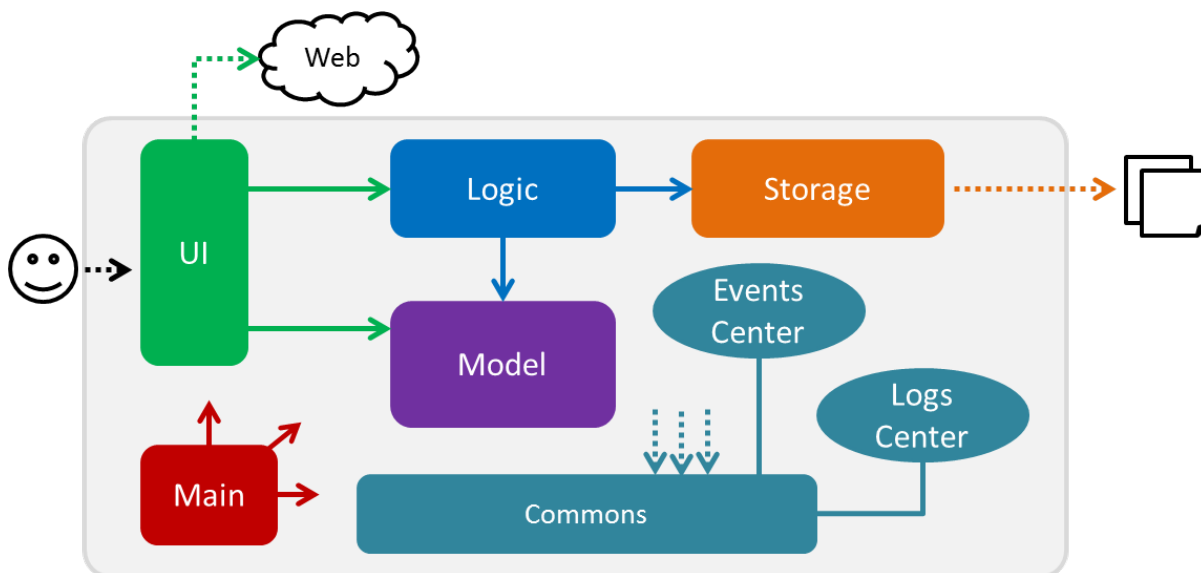 Web
UI
Logic
Storage
Model
Events
Center
Logs
Center
Main
Commons